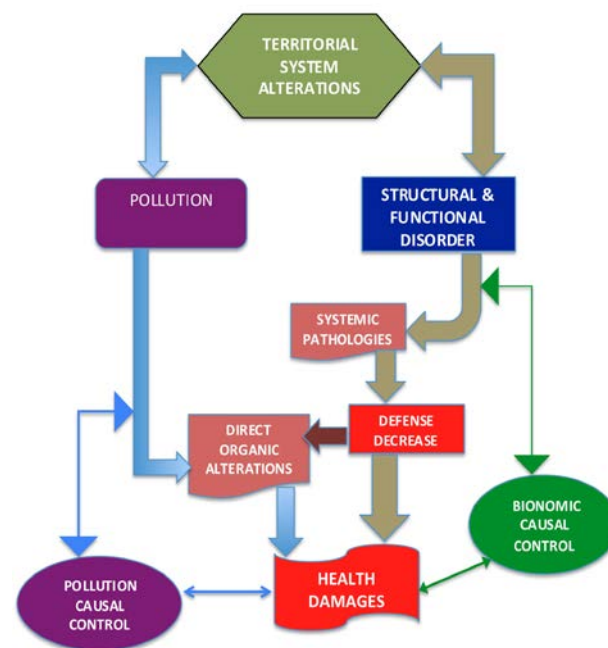 TERRITORIAL
SYSTEM
ALTERATIONS
POLLUTION
STRUCTURAL &
FUNCTIONAL
DISORDER
SYSTEMIC
PATHOLOGIES
DIRECT
ORGANIC
ALTERATIONS
DEFENSE
DECREASE
BIONOMIC
CAUSAL
CONTROL
POLLUTION
CAUSAL
CONTROL
HEALTH
DAMAGES